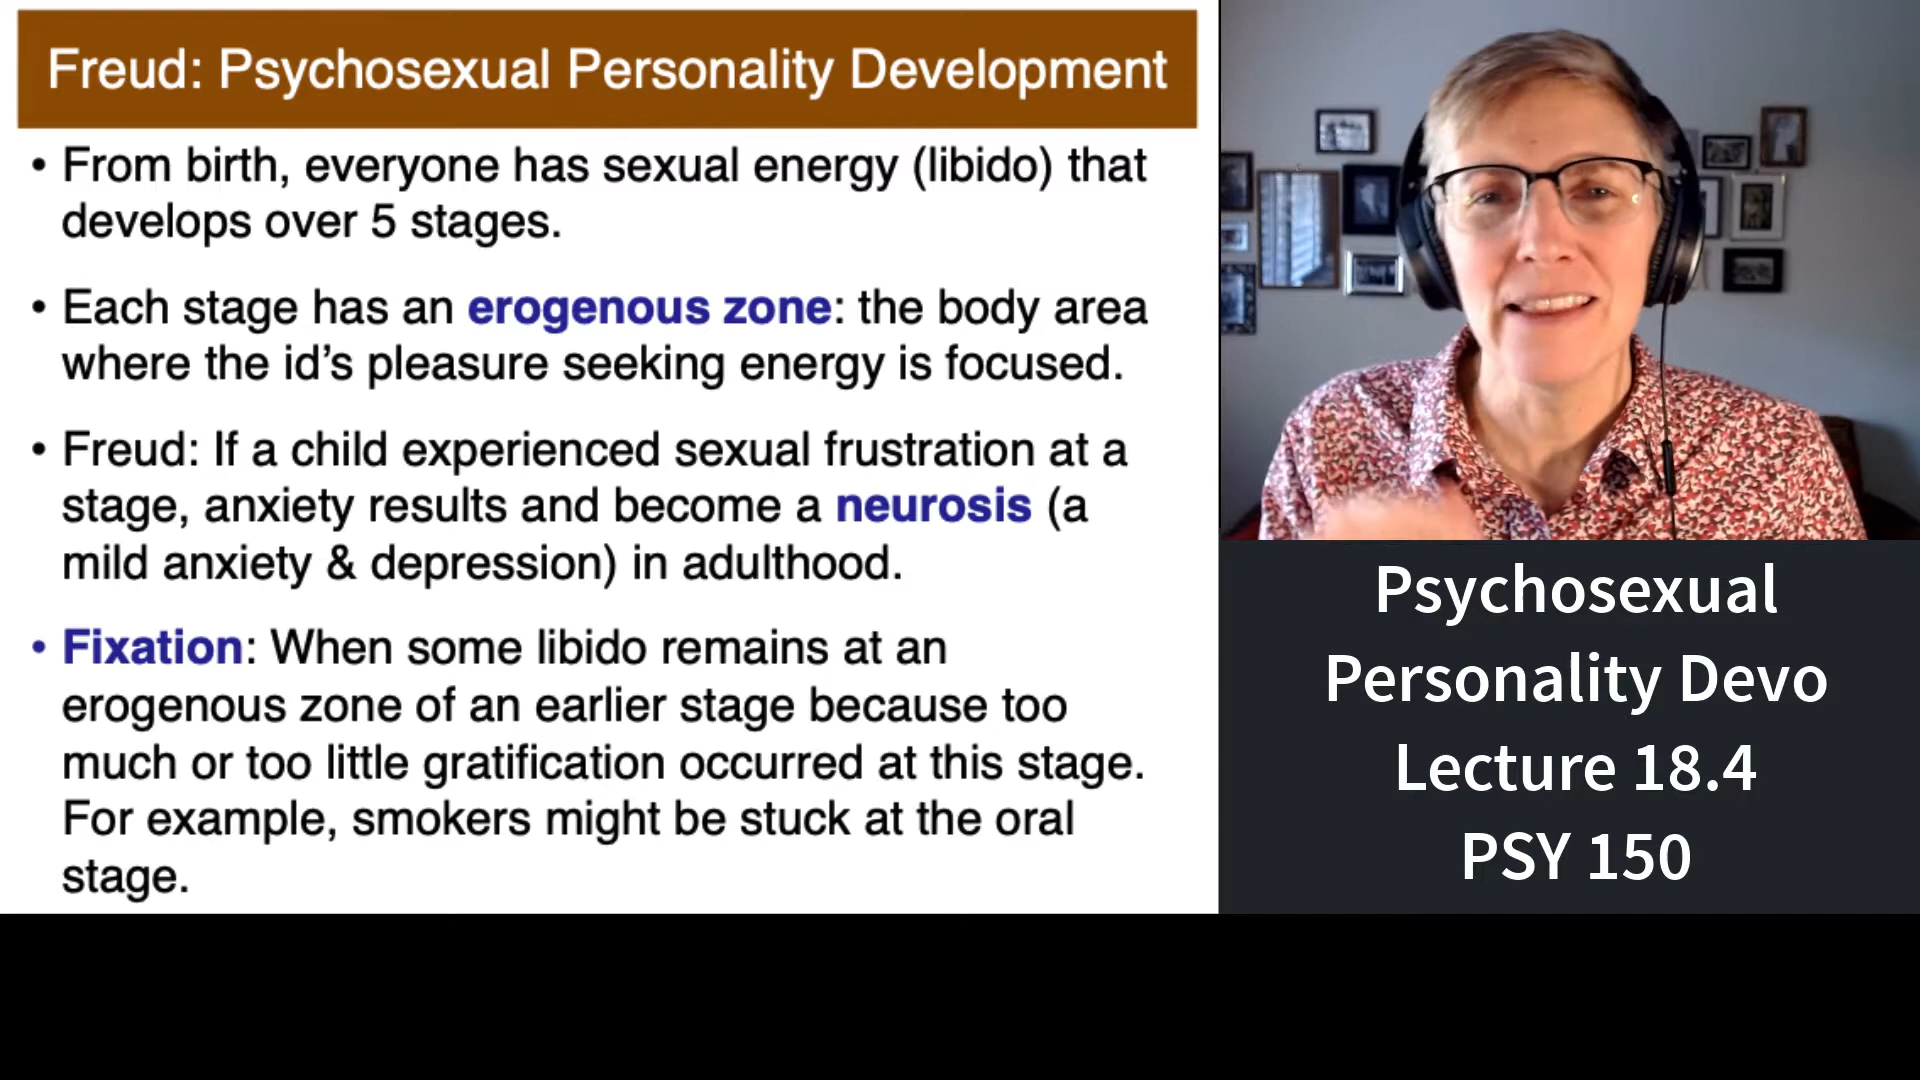 Freud: Psychosexual Personality Development
• From birth, everyone has sexual energy (libido) that
develops over 5 stages.
• Each stage has an erogenous zone: the body area
where the id’s pleasure seeking energy is focused.
• Freud: If a child experienced sexual frustration at a
stage, anxiety results and become a neurosis (a
mild anxiety & depression) in adulthood.
• Fixation: When some libido remains at an
erogenous zone of an earlier stage because too
much or too little gratification occurred at this stage.
For example, smokers might be stuck at the oral
stage.
Psychosexual
Personality Devo
Lecture 18.4
PSY 150